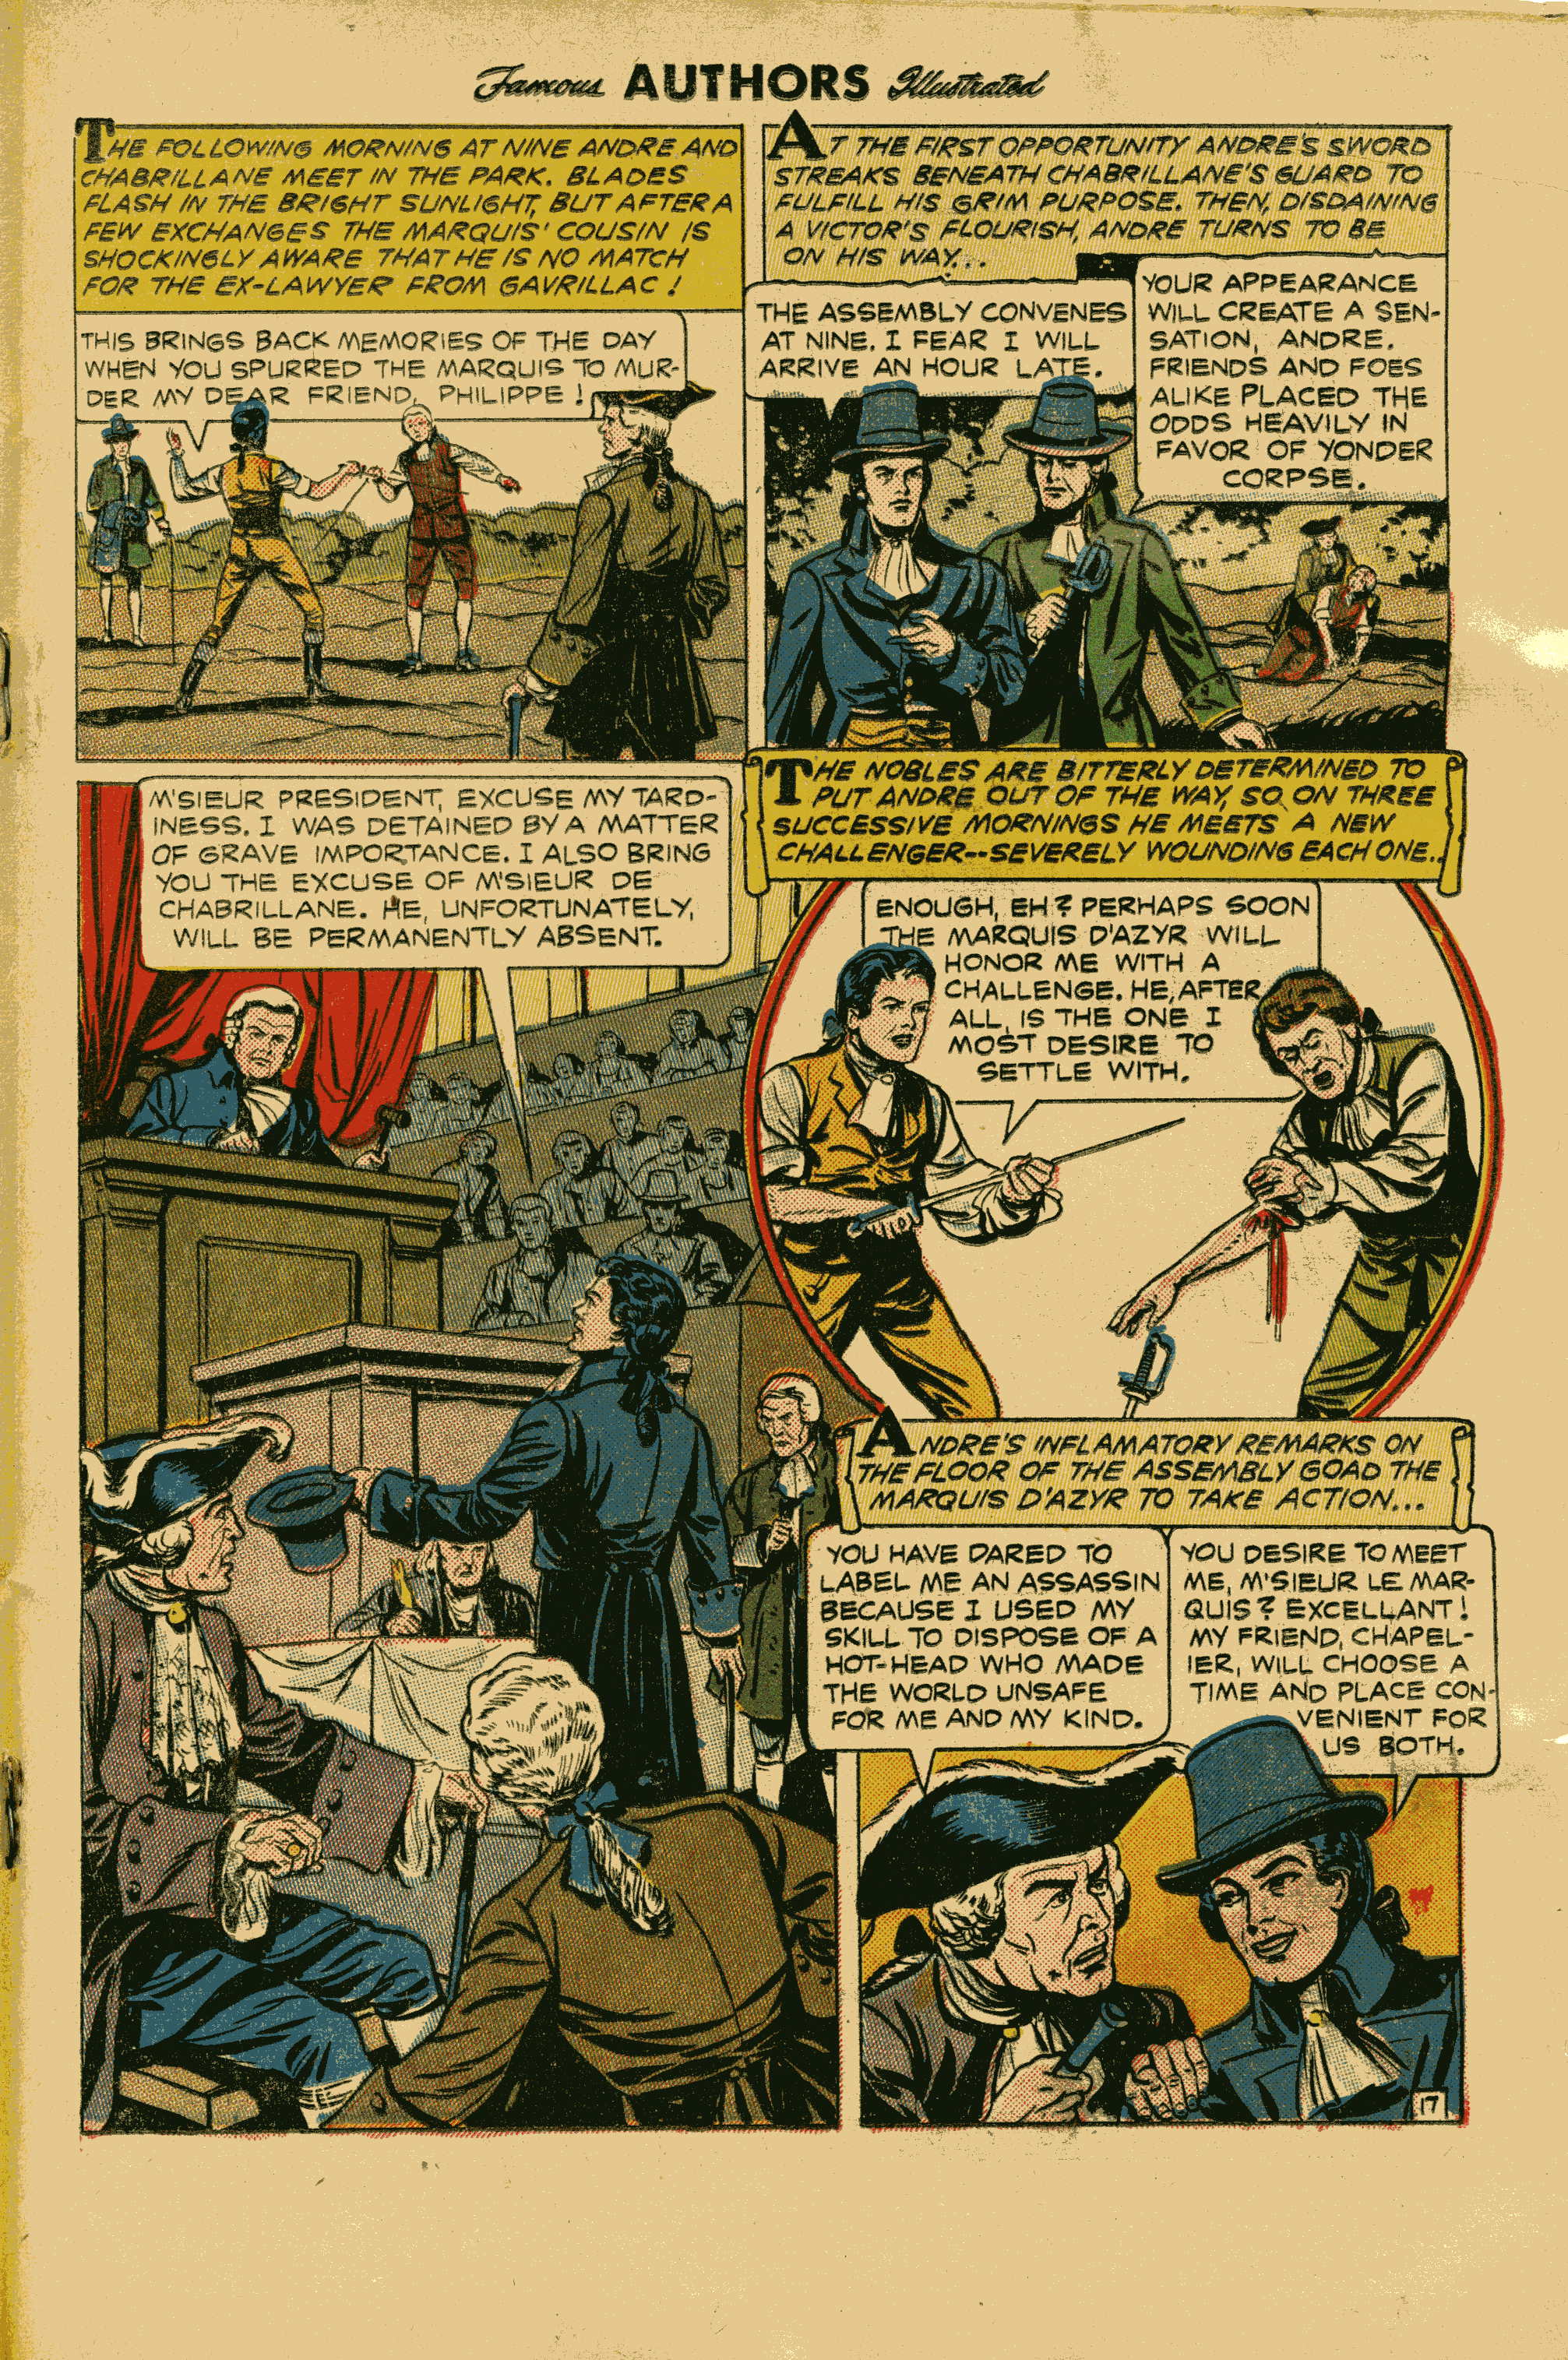 Famous AUTHORS Illustrated
THE FOLLOWING MORNING AT NINE ANDRE AND
CHABRILLANE MEET IN THE PARK. BLADES
FLASH IN THE BRIGHT SUNLIGHT, BUT AFTER A
FEW EXCHANGES THE MARQUIS' COUSIN IS
SHOCKINGLY AWARE THAT HE IS NO MATCH
FOR THE EX-LAWYER FROM GAVRILLAC!
THIS BRINGS BACK MEMORIES OF THE DAY
WHEN YOU SPURRED THE MARQUIS TO MUR-
DER MY DEAR FRIEND, PHILIPPE!
AT THE FIRST OPPORTUNITY ANDRE'S SWORD
STREAKS BENEATH CHABRILLANE'S GUARD TO
FULFILL HIS GRIM PURPOSE. THEN, DISDAINING
A VICTOR'S FLOURISH, ANDRE TURNS TO BE
ON HIS WAY...
THE ASSEMBLY CONVENES
AT NINE. I FEAR I WILL
ARRIVE AN HOUR LATE.
YOUR APPEARANCE
WILL CREATE A SEN-
SATION, ANDRE.
FRIENDS AND FOES
ALIKE PLACED THE
ODDS HEAVILY IN
FAVOR OF YONDER
CORPSE.
M'SIEUR PRESIDENT, EXCUSE MY TARD-
INESS. I WAS DETAINED BY A MATTER
OF GRAVE IMPORTANCE. I ALSO BRING
YOU THE EXCUSE OF M'SIEUR DE
CHABRILLANE. HE, UNFORTUNATELY,
WILL BE PERMANENTLY ABSENT.
THE NOBLES ARE BITTERLY DETERMINED TO
PUT ANDRE OUT OF THE WAY, SO ON THREE
SUCCESSIVE MORNINGS HE MEETS A NEW
CHALLENGER--SEVERELY WOUNDING EACH ONE..
ENOUGH, EH? PERHAPS SOON
THE MARQUIS D'AZYR WILL
HONOR ME WITH A
CHALLENGE. HE, AFTER
ALL, IS THE ONE I
MOST DESIRE TO
SETTLE WITH.
ANDRE'S INFLAMATORY REMARKS ON
THE FLOOR OF THE ASSEMBLY GOAD THE
MARQUIS D'AZYR TO TAKE ACTION...
YOU HAVE DARED TO
LABEL ME AN ASSASSIN
BECAUSE I USED MY
SKILL TO DISPOSE OF A
HOT-HEAD WHO MADE
THE WORLD UNSAFE
FOR ME AND MY KIND.
YOU DESIRE TO MEET
ME, M'SIEUR LE MAR-
QUIS? EXCELLANT!
MY FRIEND, CHAPEL-
IER, WILL CHOOSE A
TIME AND PLACE CON-
VENIENT FOR
US BOTH.
17